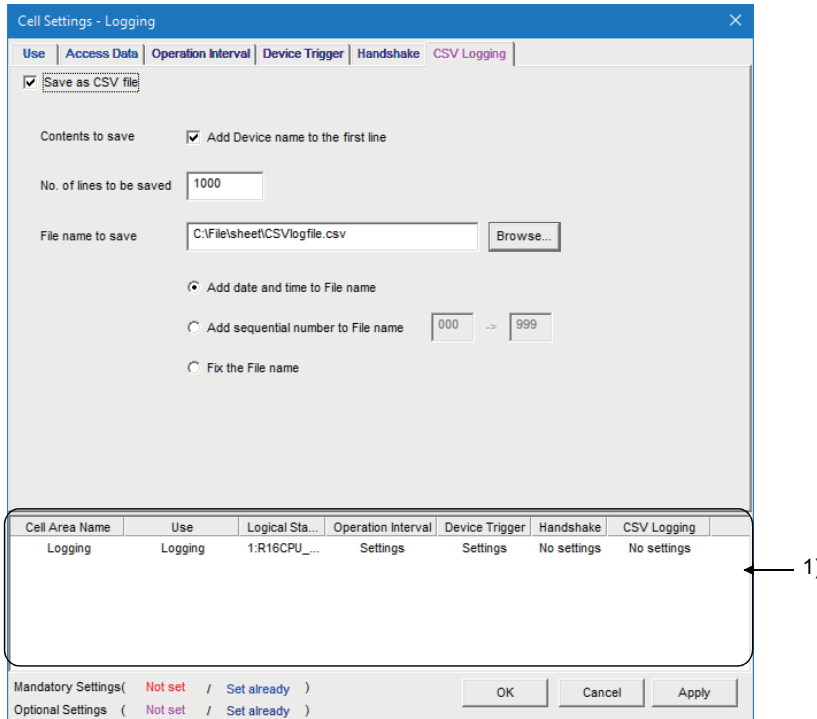 Cell Settings - Logging
Use Access Data Operation Interval Device Trigger Handshake CSV Logging
Save as CSV file
Contents to save Add Device name to the first line
No. of lines to be saved 1000
File name to save C:\File\sheet\CSVlogfile.csv Browse...
Add date and time to File name
Add sequential number to File name 000 -> 999
Fix the File name
Cell Area Name Use Logical Sta... Operation Interval Device Trigger Handshake CSV Logging
Logging Logging 1:R16CPU_... Settings Settings No settings No settings
1)
Mandatory Settings( Not set / Set already )
OK Cancel Apply
Optional Settings ( Not set / Set already )